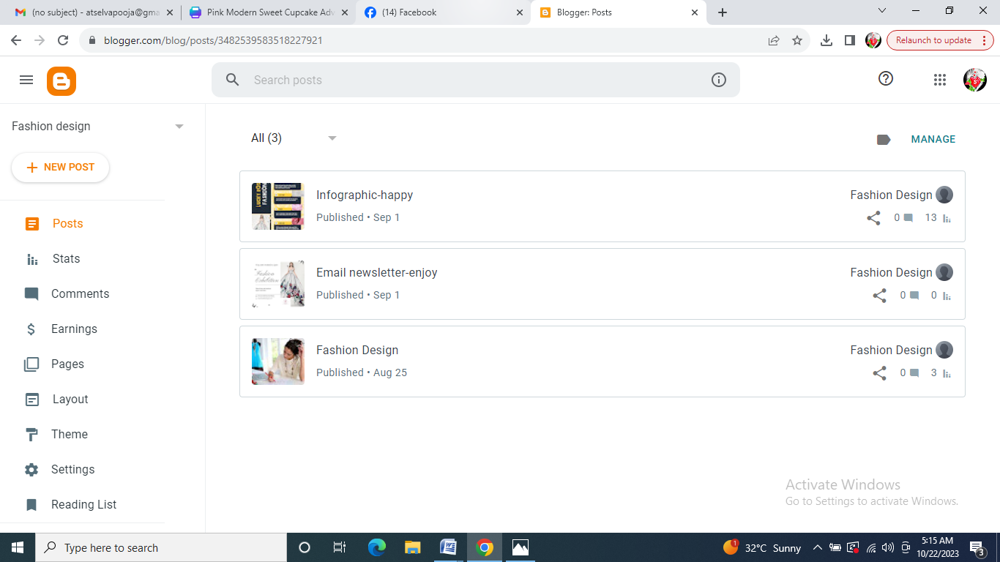 (no subject) - atselvapooja@gma
Pink Modern Sweet Cupcake Adv
(14) Facebook
Blogger: Posts
blogger.com/blog/posts/3482539583518227921
Relaunch to update
Search posts
Fashion design
NEW POST
Posts
Stats
Comments
Earnings
Pages
Layout
Theme
Settings
Reading List
All (3)
MANAGE
Infographic-happy
Fashion Design
Published • Sep 1
0 13
Email newsletter-enjoy
Fashion Design
Published • Sep 1
0 0
Fashion Design
Fashion Design
Published • Aug 25
0 3
Activate Windows
Go to Settings to activate Windows.
Type here to search
1
32°C Sunny
5:15 AM
10/22/2023
3